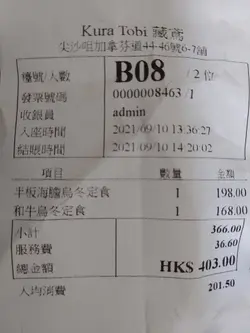 Kura Tobi 藏鳶
尖沙咀加拿芬道44-46號6-7舖
檯號/人數 B08 / 2 位
發票號碼 0000008463 / 1
收銀員 admin
入座時間 2021/09/10 13:36:27
結賬時間 2021/09/10 14:20:02
項目 數量 金額
平板海膽烏冬定食 1 198.00
和牛烏冬定食 1 168.00
小計 366.00
服務費 36.60
總金額 HK$ 403.00
人均消費 201.50